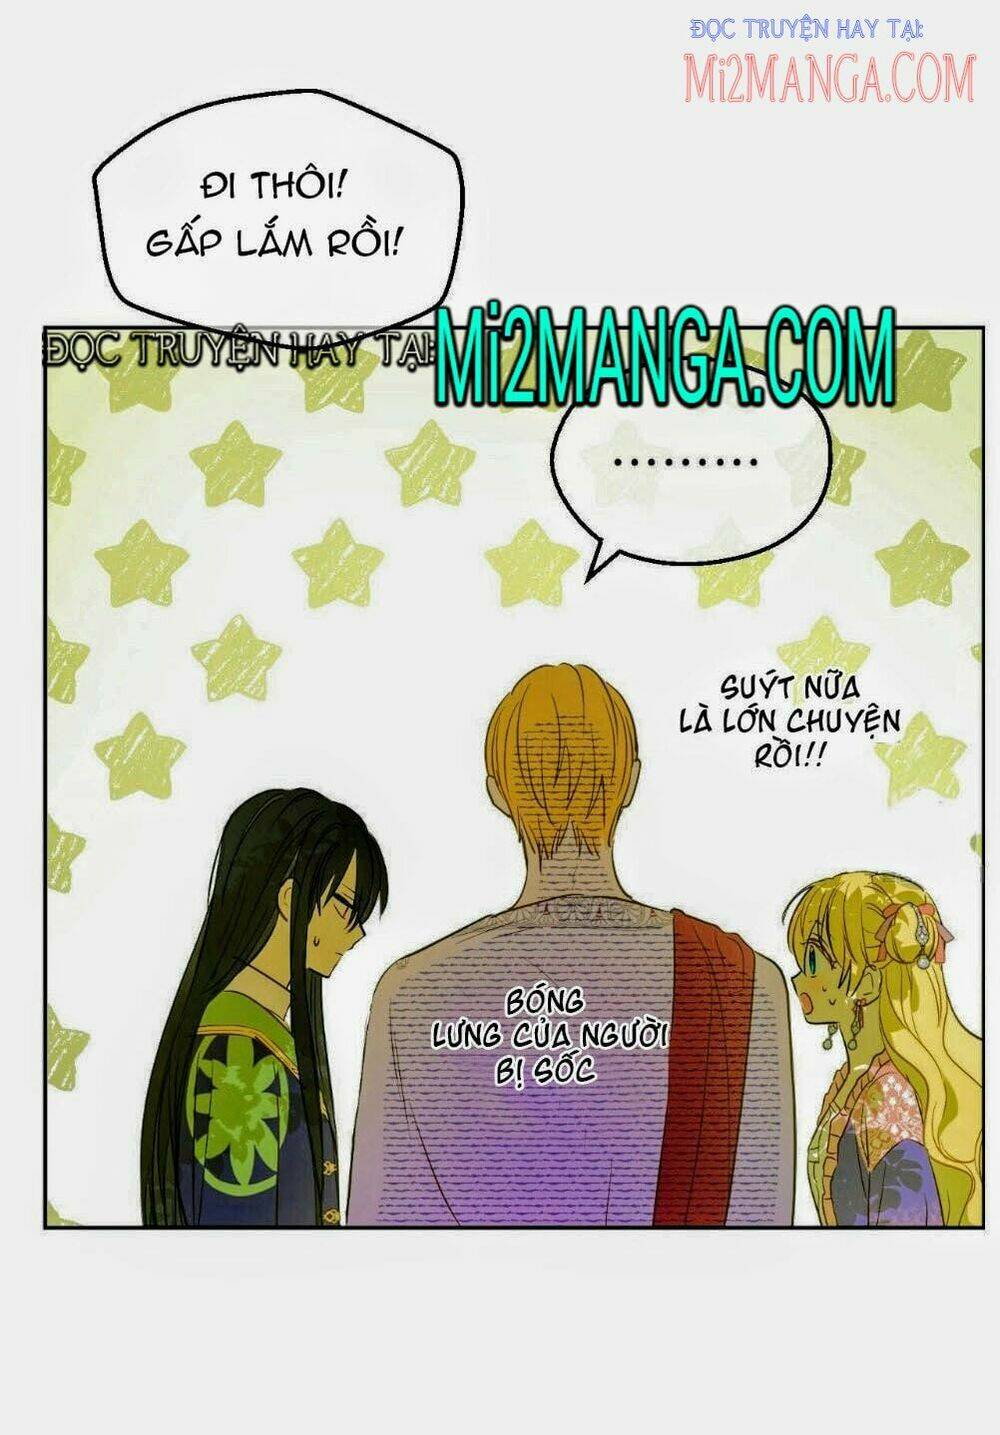 ĐỌC TRUYỆN HAY TẠI:
Mi2MANGA.COM
ĐI THÔI!
GẤP LẮM RỒI!
ĐỌC TRUYỆN HAY TẠI:
Mi2MANGA.COM
.........
SUÝT NỮA
LÀ LỚN CHUYỆN
RỒI!!
BÓNG
LƯNG CỦA NGƯỜI
BỊ SỐC